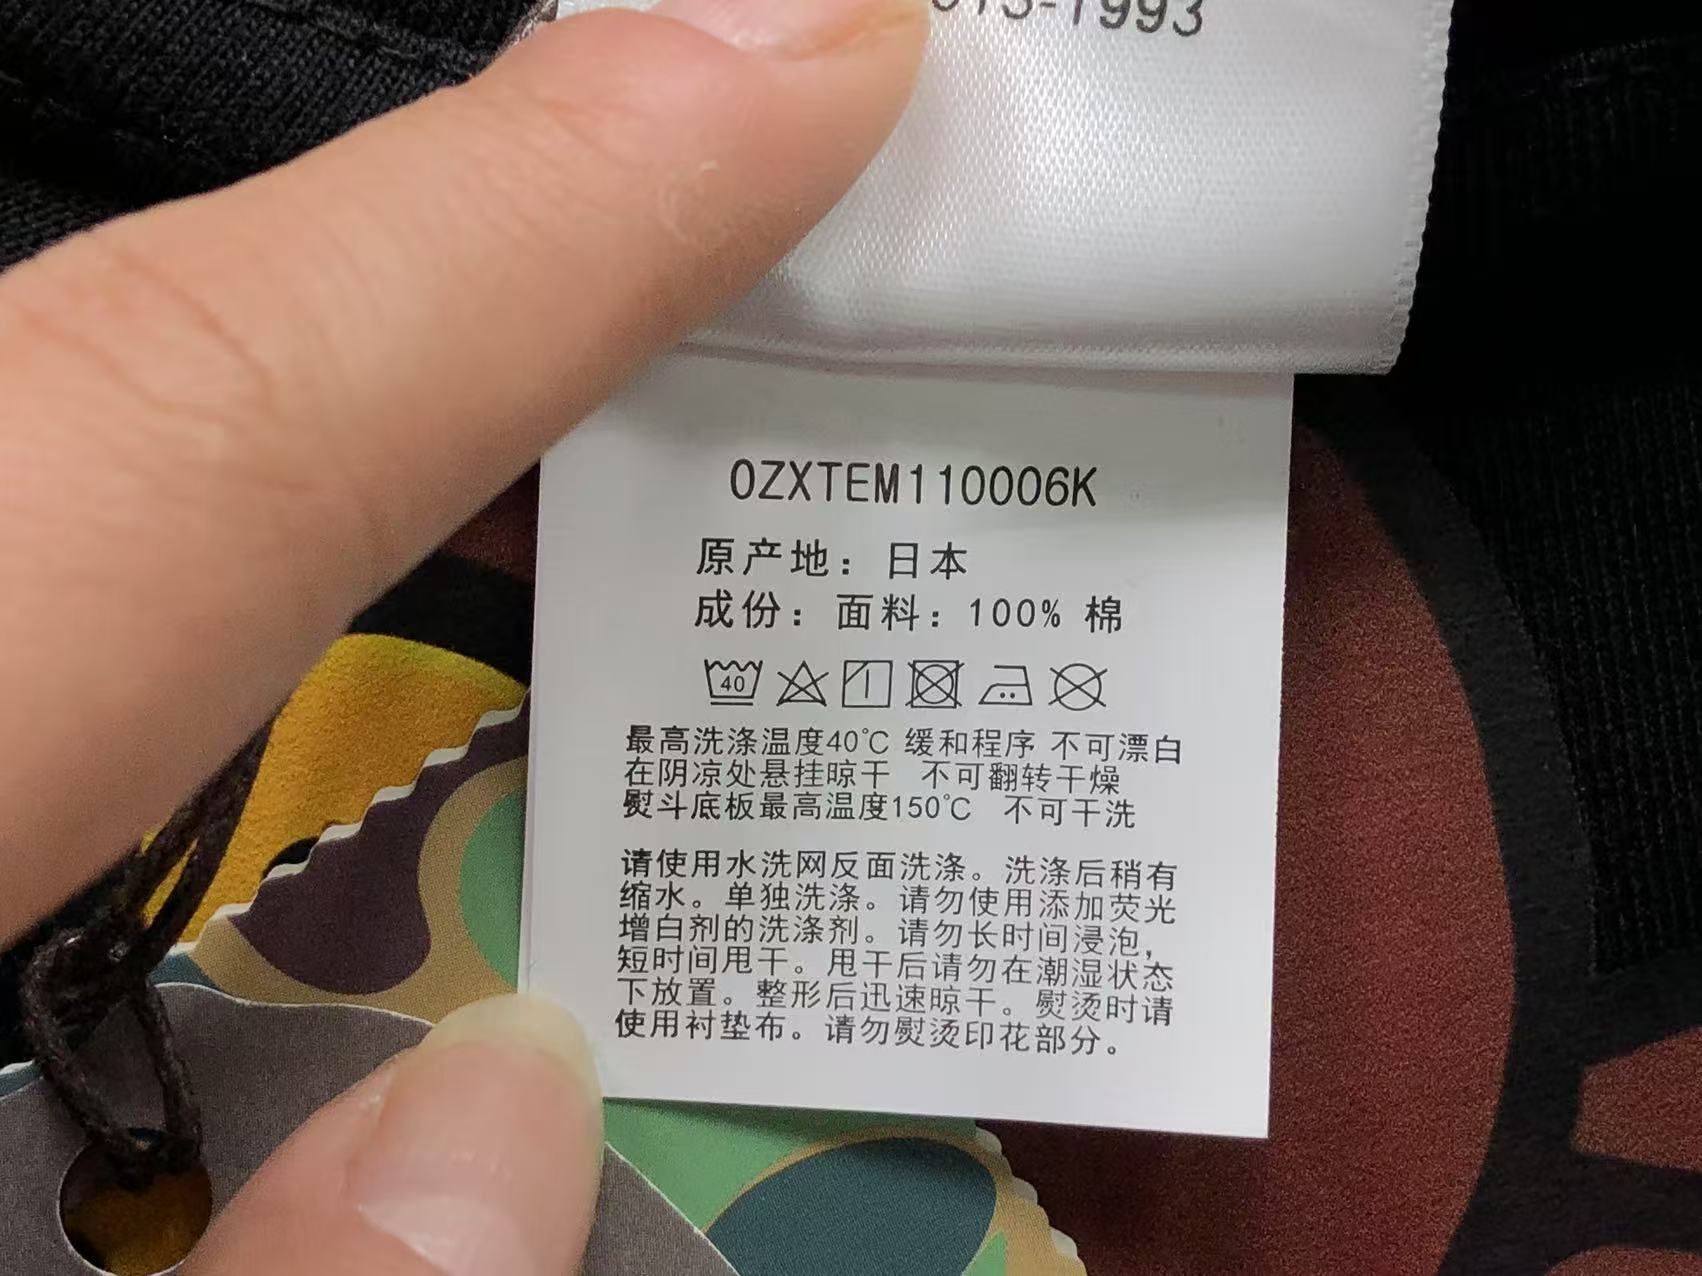 -1993
0ZXTEM110006K
原产地：日本
成份：面料：100% 棉
40
最高洗涤温度40℃ 缓和程序 不可漂白
在阴凉处悬挂晾干 不可翻转干燥
熨斗底板最高温度150℃ 不可干洗
请使用水洗网反面洗涤。洗涤后稍有
缩水。单独洗涤。请勿使用添加荧光
增白剂的洗涤剂。请勿长时间浸泡，
短时间甩干。甩干后请勿在潮湿状态
下放置。整形后迅速晾干。熨烫时请
使用衬垫布。请勿熨烫印花部分。